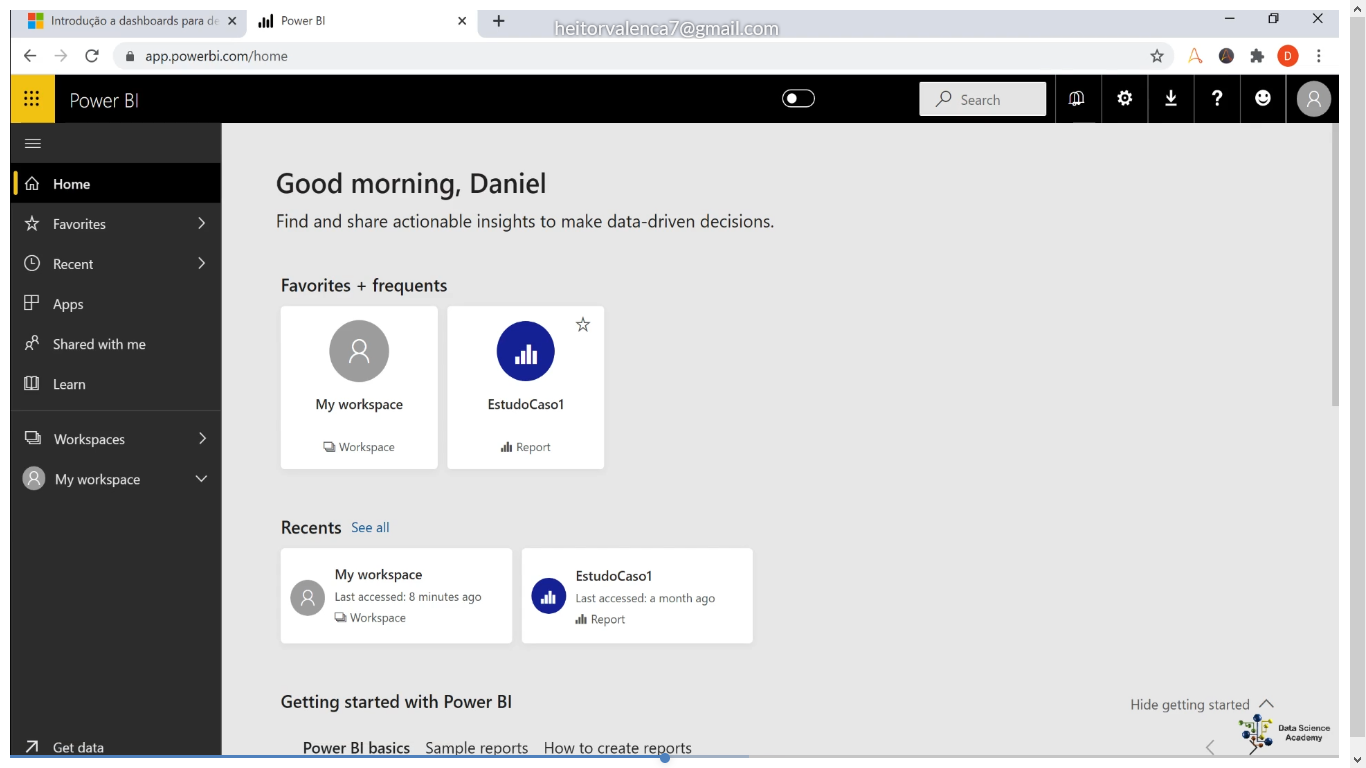 Introdução a dashboards para de
Power BI
heitorvalenca7@gmail.com
app.powerbi.com/home
D
Power BI
Search
Home
Favorites
Recent
Apps
Shared with me
Learn
Workspaces
My workspace
Get data
Good morning, Daniel
Find and share actionable insights to make data-driven decisions.
Favorites + frequents
My workspace
Workspace
EstudoCaso1
Report
Recents See all
My workspace
Last accessed: 8 minutes ago
Workspace
EstudoCaso1
Last accessed: a month ago
Report
Getting started with Power BI
Hide getting started
Power BI basics Sample reports How to create reports
Data Science
Academy